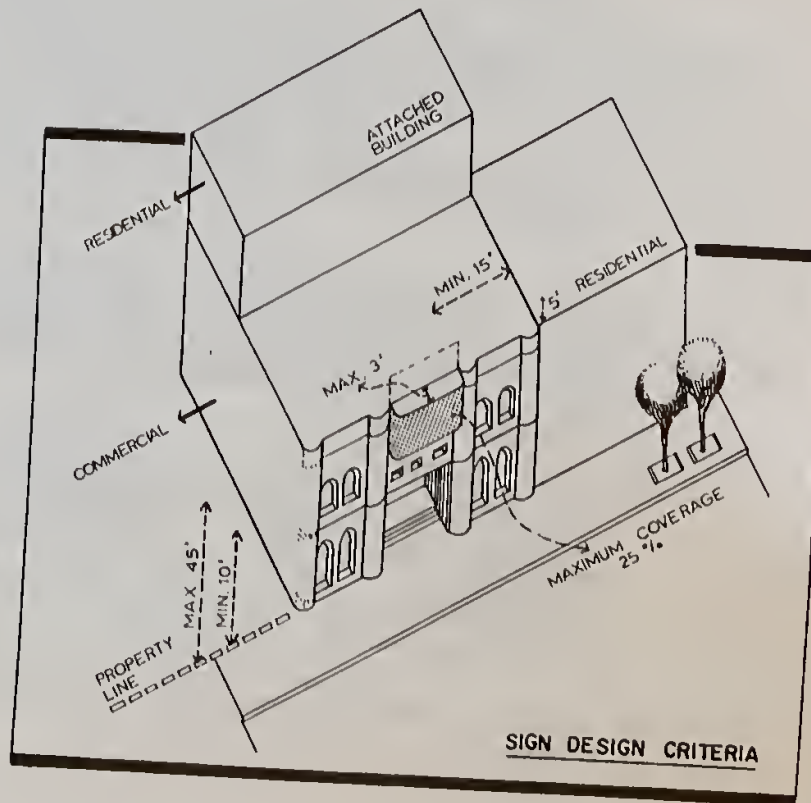 ATTACHED
BUILDING
RESIDENTIAL
MIN. 15'
5'
RESIDENTIAL
MAX. 3'
COMMERCIAL
MAX 45'
MIN. 10'
MAXIMUM COVERAGE
25 %
PROPERTY
LINE
SIGN DESIGN CRITERIA